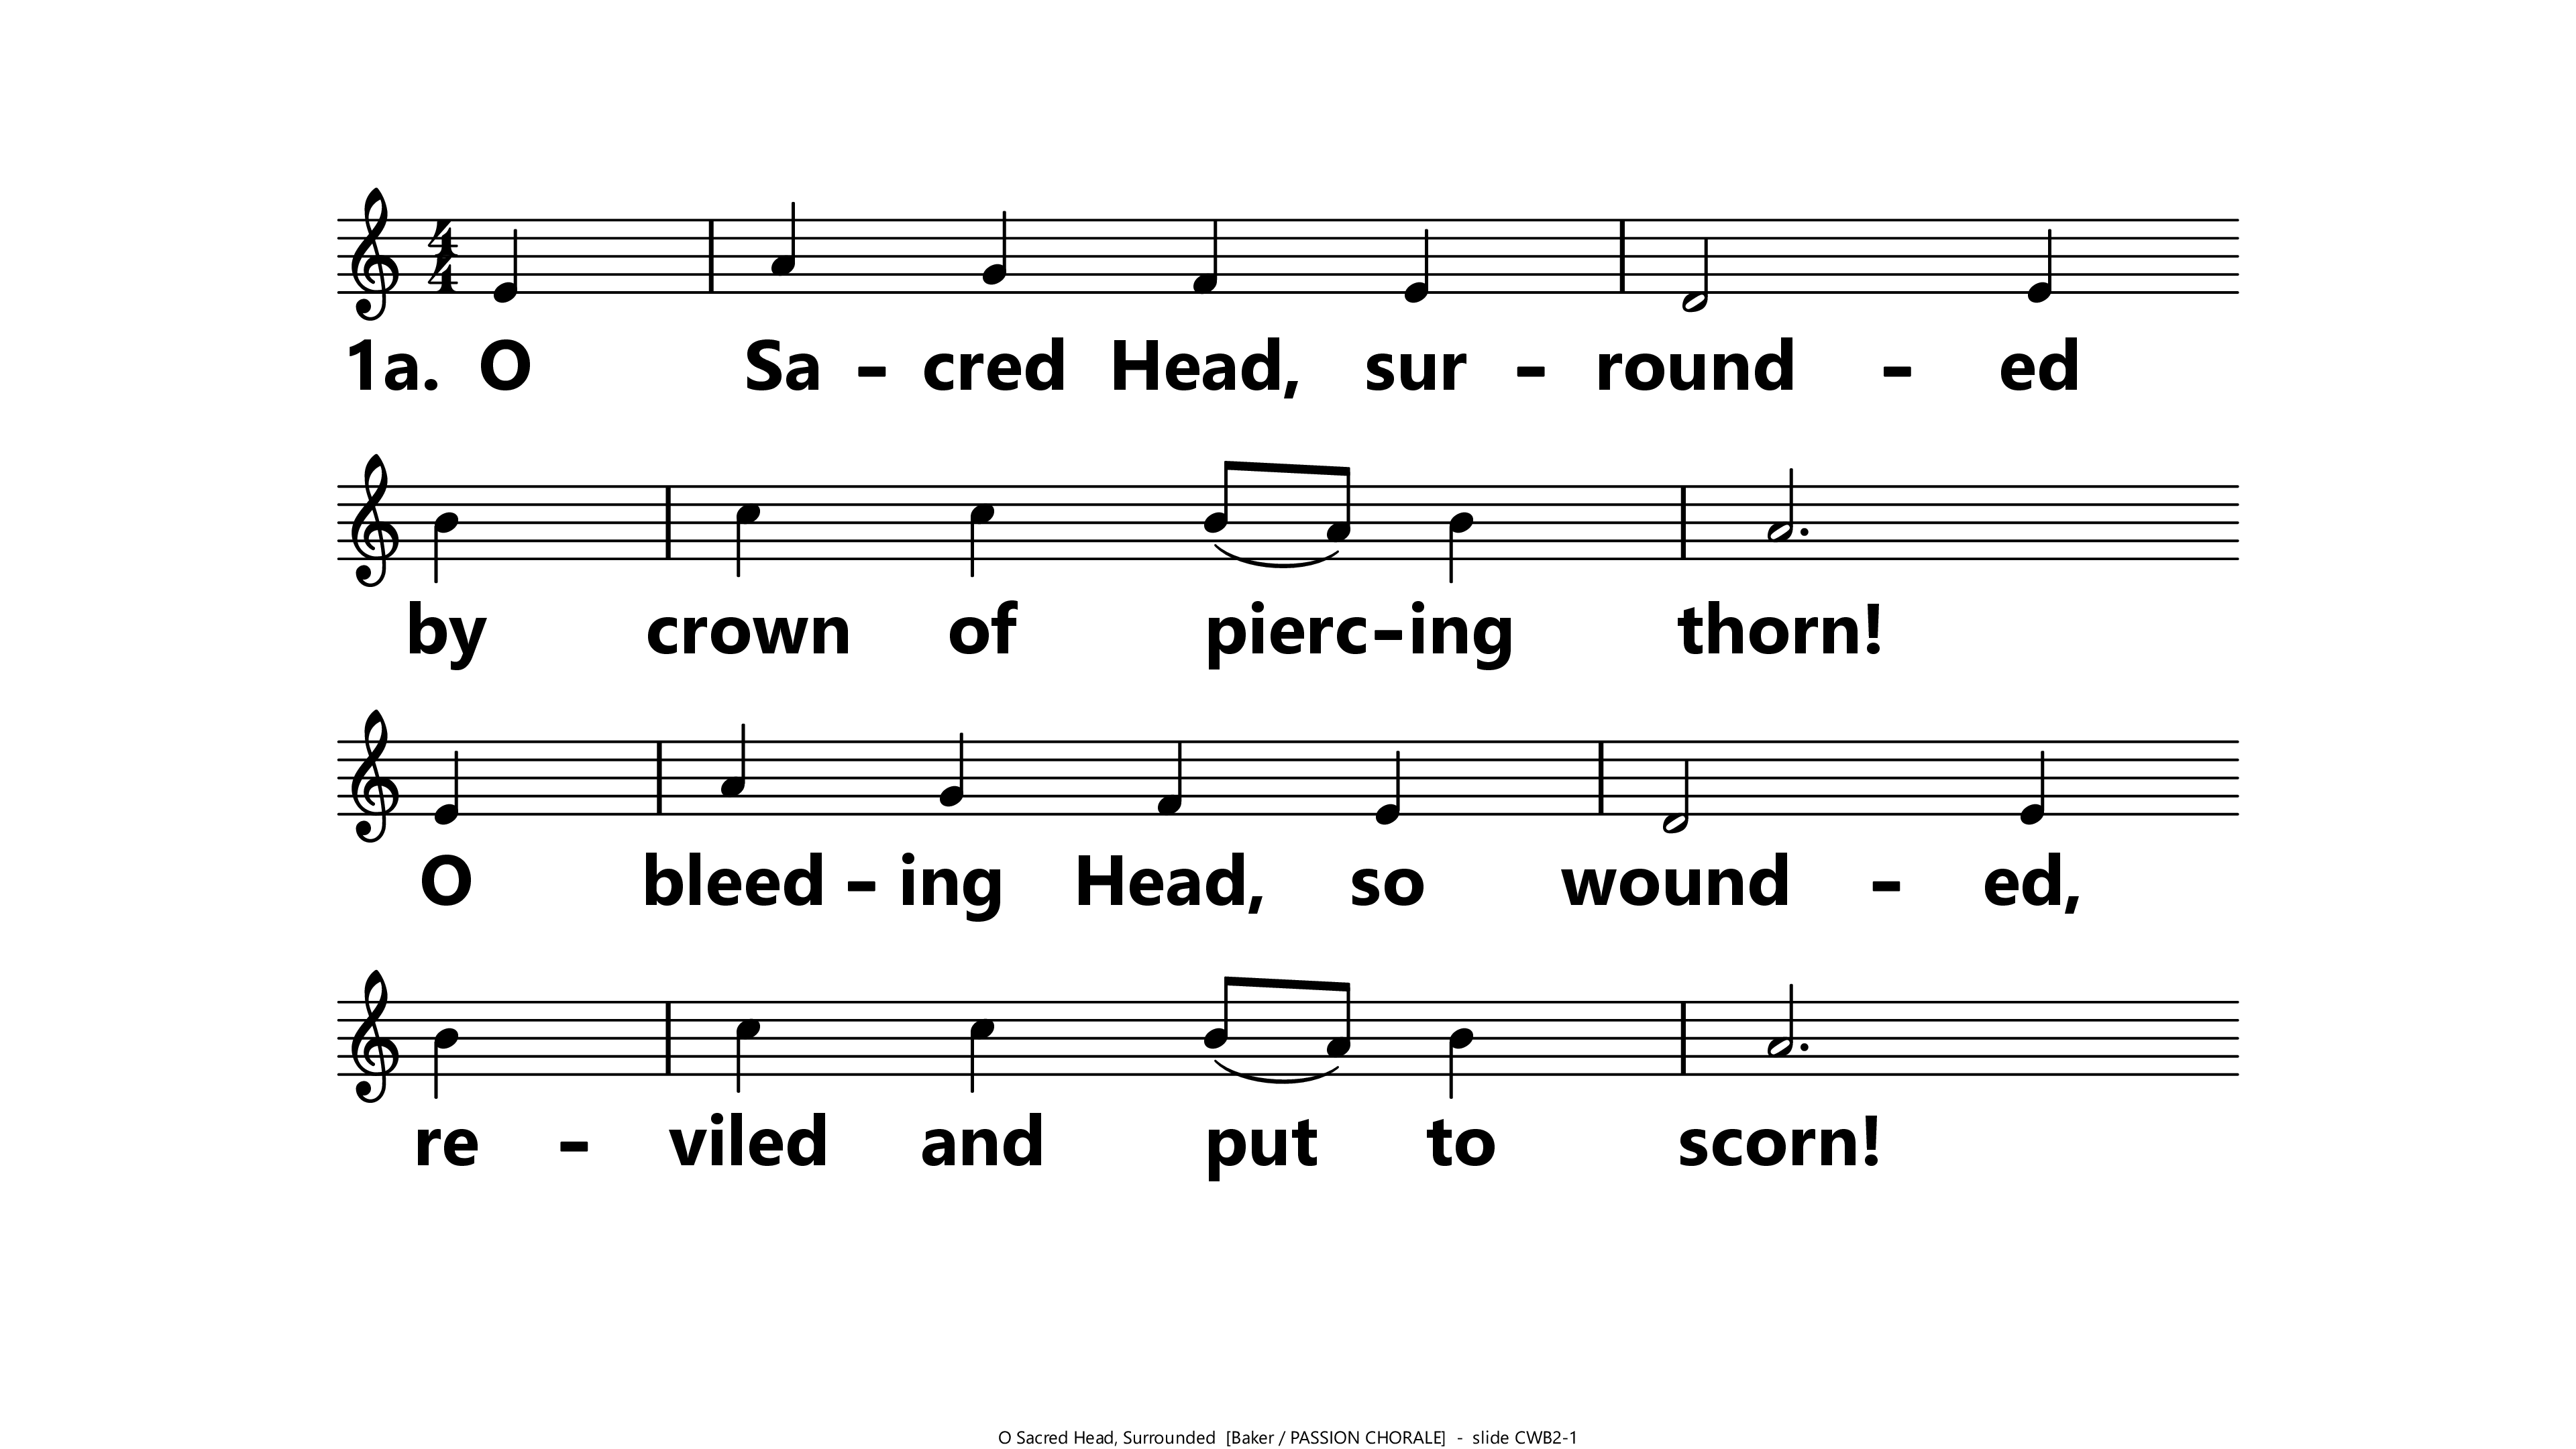 1a. O Sa - cred Head, sur - round - ed
by crown of pierc-ing thorn!
O bleed - ing Head, so wound - ed,
re - viled and put to scorn!
O Sacred Head, Surrounded [Baker / PASSION CHORALE] - slide CWB2-1